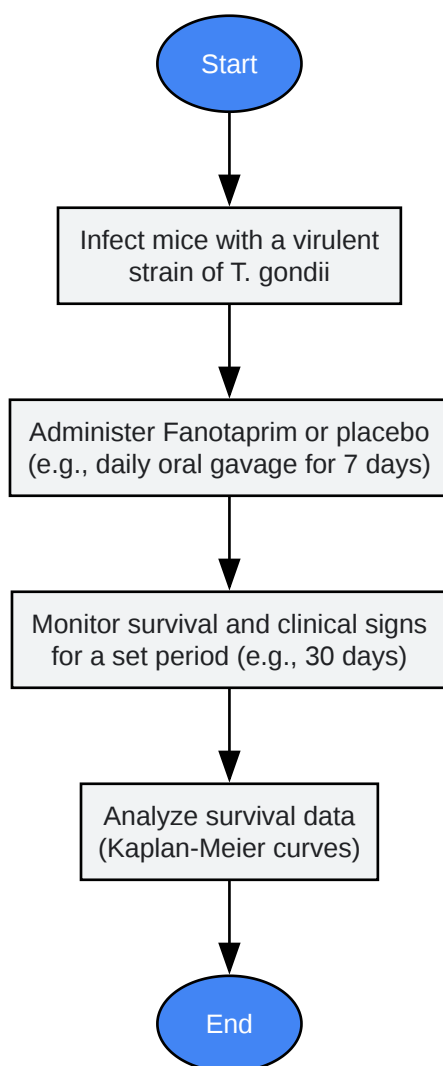 Start
Infect mice with a virulent
strain of T. gondii
Administer Fanotaprim or placebo
(e.g., daily oral gavage for 7 days)
Monitor survival and clinical signs
for a set period (e.g., 30 days)
Analyze survival data
(Kaplan-Meier curves)
End